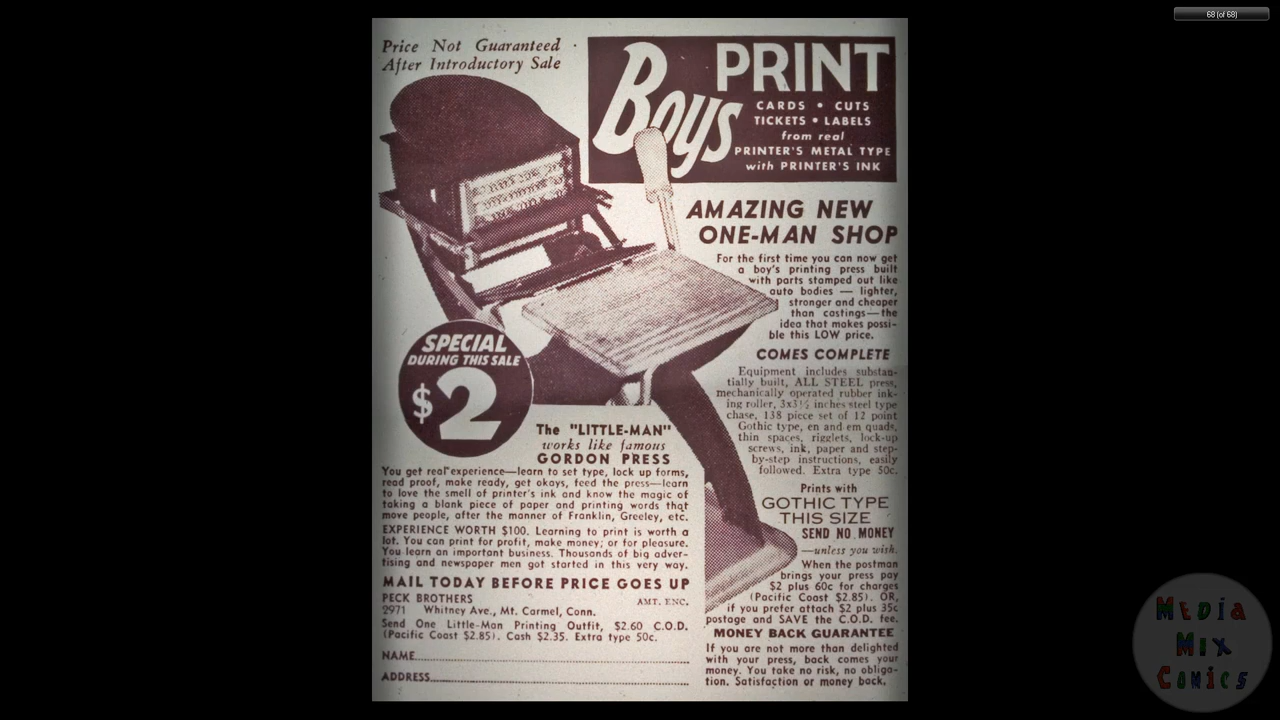 68 (of 68)
Price Not Guaranteed
After Introductory Sale
Boys PRINT
CARDS • CUTS
TICKETS • LABELS
from real
PRINTER'S METAL TYPE
with PRINTER'S INK
AMAZING NEW
ONE-MAN SHOP
For the first time you can now get
a boy's printing press built
with parts stamped out like
auto bodies — lighter,
stronger and cheaper
than castings—the
idea that makes possi-
ble this LOW price.
COMES COMPLETE
Equipment includes substan-
tially built, ALL STEEL press,
mechanically operated rubber ink-
ing roller, 3x3½ inches steel type
chase, 138 piece set of 12 point
Gothic type, en and em quads,
thin spaces, rigglets, lock-up
screws, ink, paper and step-
by-step instructions, easily
followed. Extra type 50c.
Prints with
GOTHIC TYPE
THIS SIZE
SEND NO MONEY
—unless you wish.
When the postman
brings your press pay
$2 plus 60c for charges
(Pacific Coast $2.85). OR,
if you prefer attach $2 plus 35c
postage and SAVE the C.O.D. fee.
MONEY BACK GUARANTEE
If you are not more than delighted
with your press, back comes your
money. You take no risk, no obliga-
tion. Satisfaction or money back.
SPECIAL
DURING THIS SALE
$2
The "LITTLE-MAN"
works like famous
GORDON PRESS
You get real experience—learn to set type, lock up forms,
read proof, make ready, get okays, feed the press—learn
to love the smell of printer's ink and know the magic of
taking a blank piece of paper and printing words that
move people, after the manner of Franklin, Greeley, etc.
EXPERIENCE WORTH $100. Learning to print is worth a
lot. You can print for profit, make money; or for pleasure.
You learn an important business. Thousands of big adver-
tising and newspaper men got started in this very way.
MAIL TODAY BEFORE PRICE GOES UP
PECK BROTHERS AMT. ENC.
2971 Whitney Ave., Mt. Carmel, Conn.
Send One Little-Man Printing Outfit, $2.60 C.O.D.
(Pacific Coast $2.85). Cash $2.35. Extra type 50c.
NAME
ADDRESS
MEDIA
MIX
COMICS